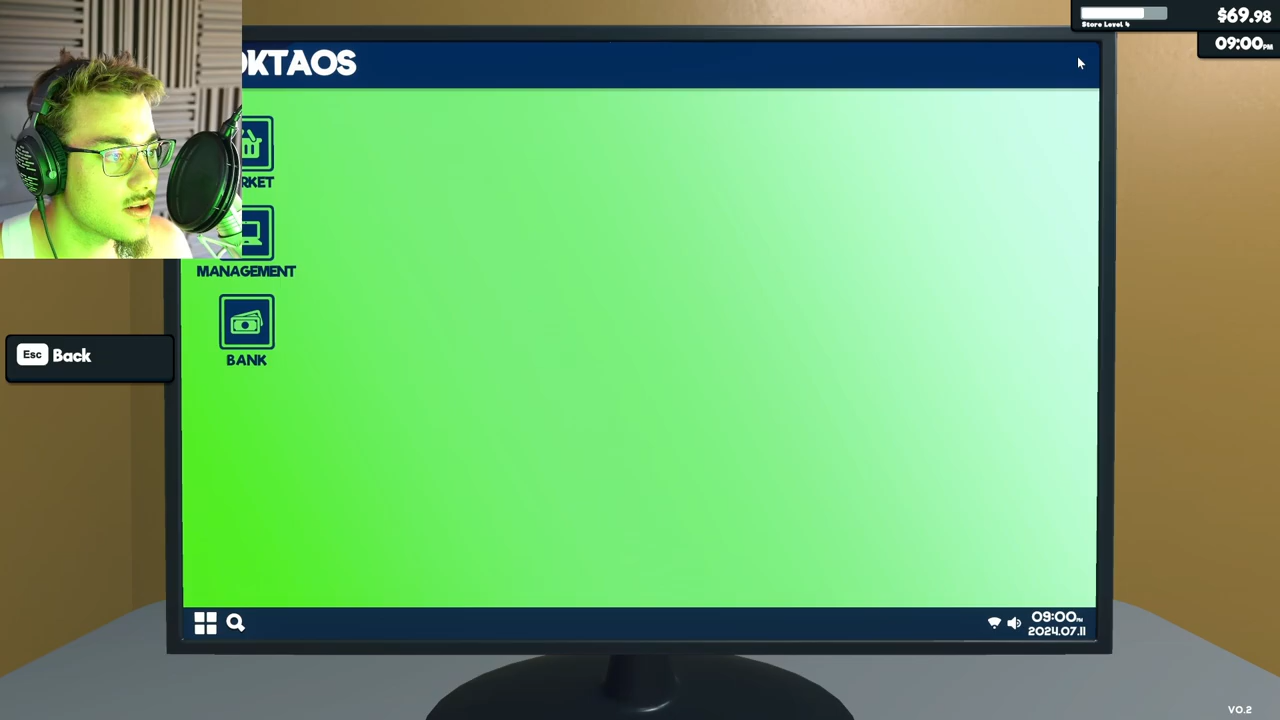 $69.98
Store Level 4
09:00PM
OKTAOS
RKET
MANAGEMENT
BANK
Esc Back
09:00PM
2024.07.11
V0.2